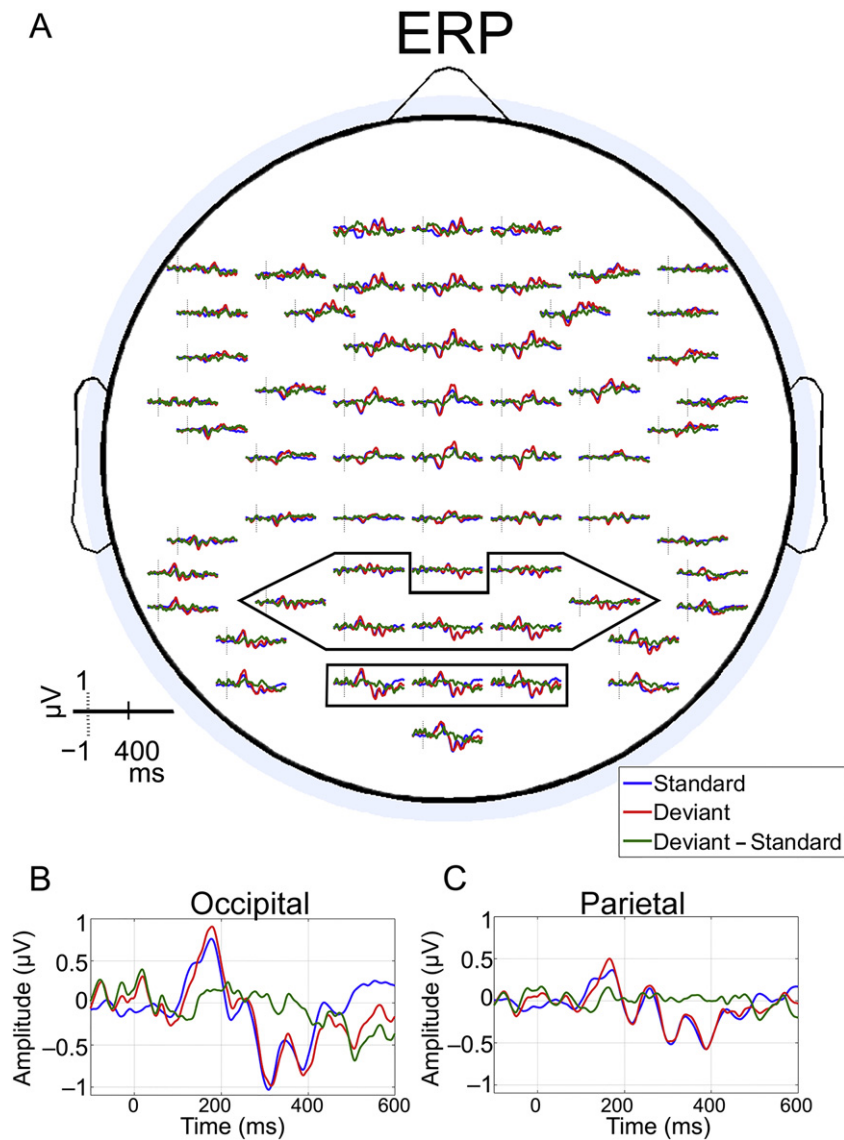 A
ERP
1
μV
−1
400
ms
Standard
Deviant
Deviant – Standard
B
Occipital
C
Parietal
Amplitude (μV)
1
0.5
0
−0.5
−1
0
200
400
600
Time (ms)
Amplitude (μV)
1
0.5
0
−0.5
−1
0
200
400
600
Time (ms)